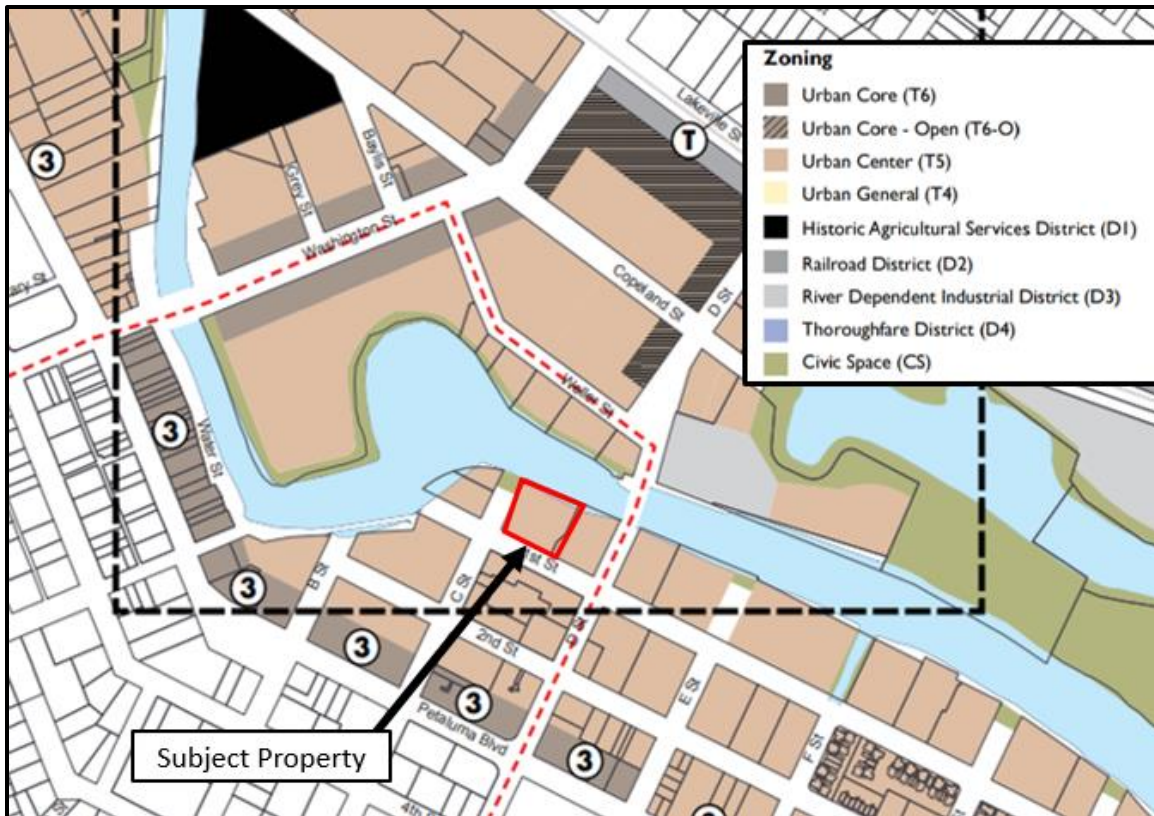 Zoning
Urban Core (T6)
Urban Core - Open (T6-O)
Urban Center (T5)
Urban General (T4)
Historic Agricultural Services District (D1)
Railroad District (D2)
River Dependent Industrial District (D3)
Thoroughfare District (D4)
Civic Space (CS)
Lakeville St
T
3
Baylis St
Grey St
Washington St
Copeland St
D St
ary St
Weller St
3
Water St
1st St
B St
C St
3
2nd St
3
E St
3
Petaluma Blvd
3
F St
Subject Property
4th